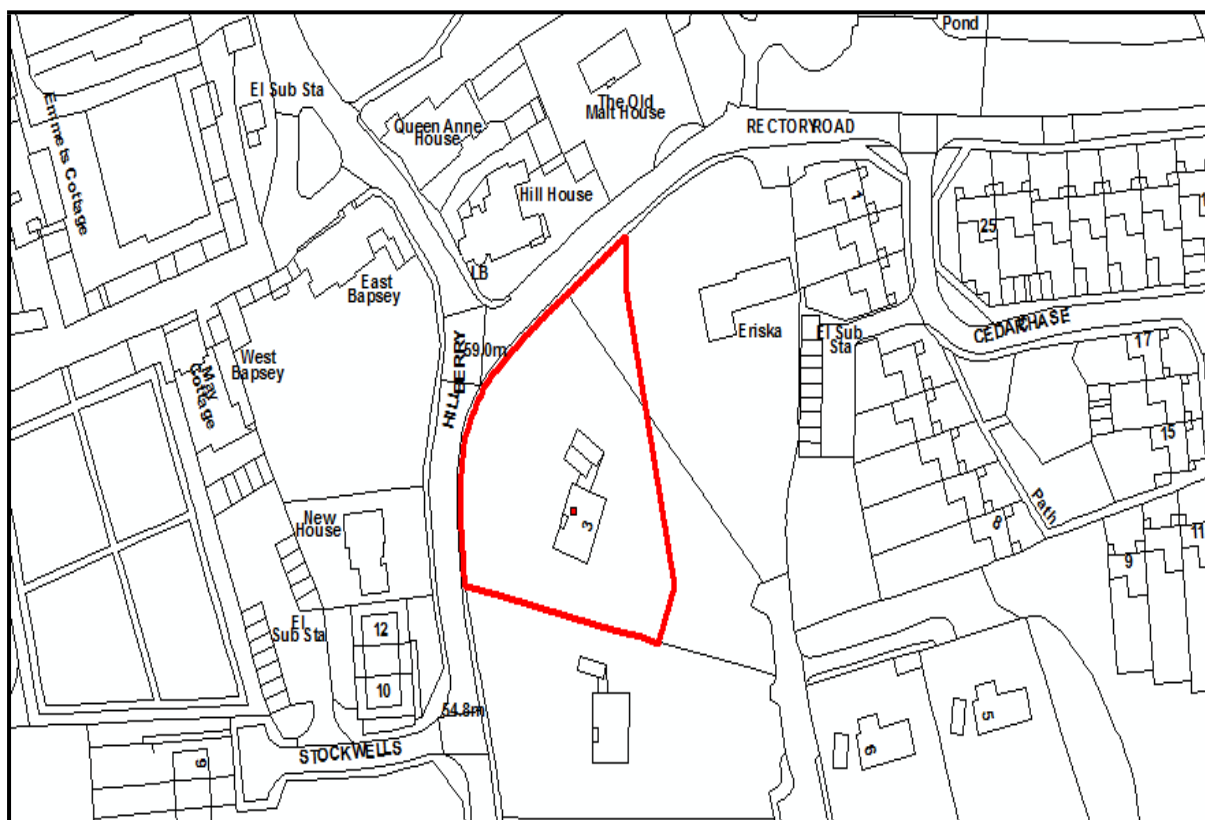 Pond
El Sub Sta
Queen Anne
House
The Old
Malt House
RECTORY ROAD
Emmets Cottage
Hill House
1
25
LB
East
Bapsey
HILLBERRY
59.0m
Eriska
El Sub
Sta
CEDAR CHASE
17
West
Bapsey
May
Cottage
15
3
New
House
Path
8
11
9
El
Sub Sta
12
10
54.8m
STOCKWELLS
5
6
9